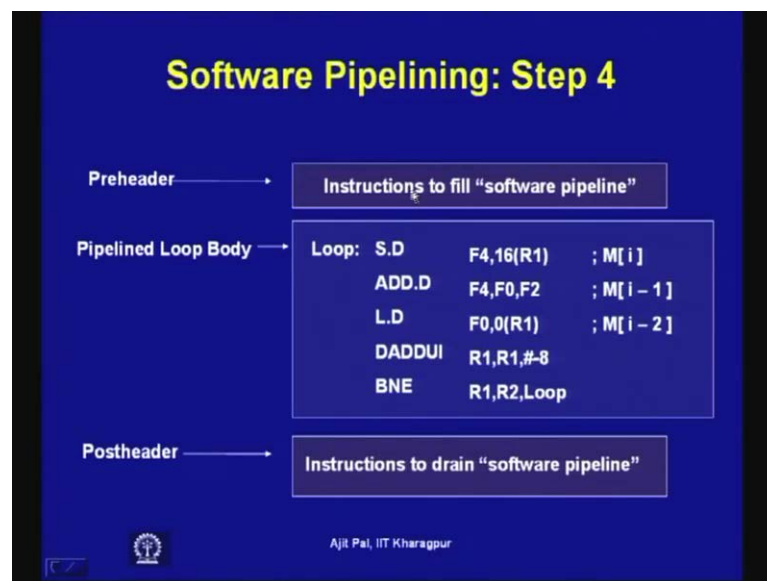 Software Pipelining: Step 4
Preheader
Instructions to fill “software pipeline”
Pipelined Loop Body
Loop: S.D F4,16(R1) ; M[ i ]
ADD.D F4,F0,F2 ; M[ i – 1 ]
L.D F0,0(R1) ; M[ i – 2 ]
DADDUI R1,R1,#-8
BNE R1,R2,Loop
Postheader
Instructions to drain “software pipeline”
Ajit Pal, IIT Kharagpur